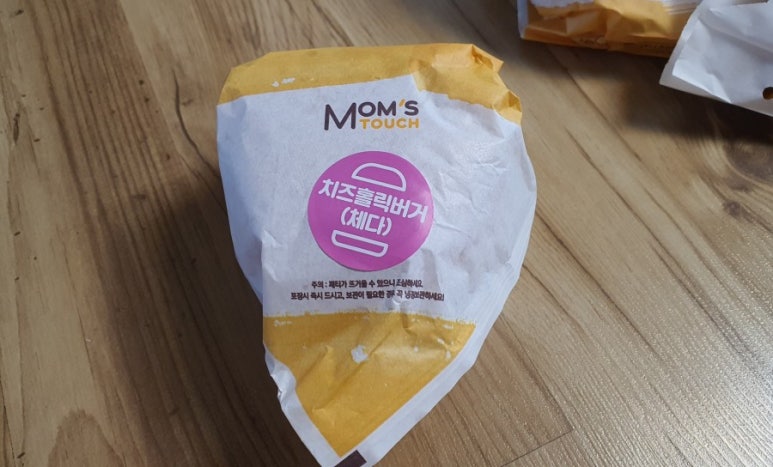 MOM'S
TOUCH
치즈홀릭버거
(체다)
주의 : 패티가 뜨거울 수 있으니 조심하세요
포장시 즉시 드시고, 보관이 필요한 경우 꼭 냉장보관하세요!